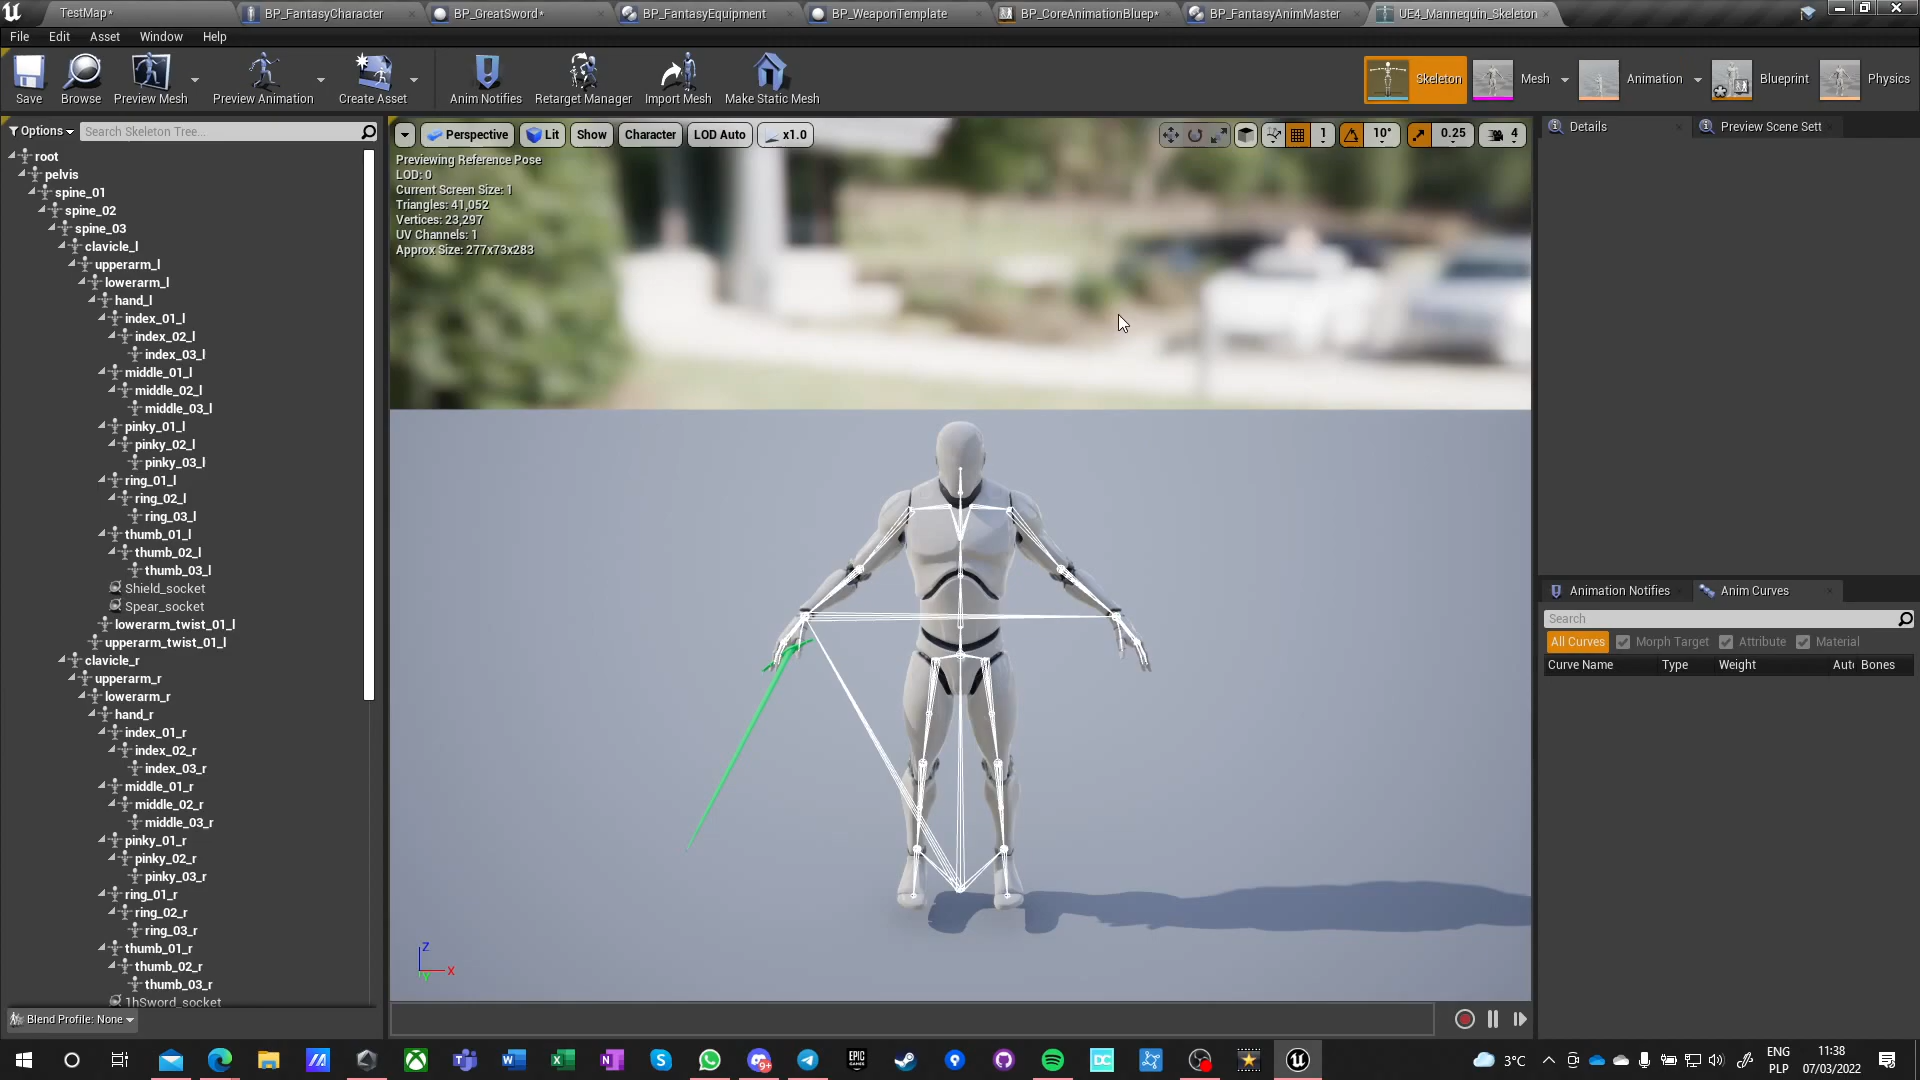 TestMap*
BP_FantasyCharacter
BP_GreatSword*
BP_FantasyEquipment
BP_WeaponTemplate
BP_CoreAnimationBluep*
BP_FantasyAnimMaster
UE4_Mannequin_Skeleton
File Edit Asset Window Help
Save
Browse
Preview Mesh
Preview Animation
Create Asset
Anim Notifies
Retarget Manager
Import Mesh
Make Static Mesh
Skeleton
Mesh
Animation
Blueprint
Physics
Options
Search Skeleton Tree...
root
pelvis
spine_01
spine_02
spine_03
clavicle_l
upperarm_l
lowerarm_l
hand_l
index_01_l
index_02_l
index_03_l
middle_01_l
middle_02_l
middle_03_l
pinky_01_l
pinky_02_l
pinky_03_l
ring_01_l
ring_02_l
ring_03_l
thumb_01_l
thumb_02_l
thumb_03_l
Shield_socket
Spear_socket
lowerarm_twist_01_l
upperarm_twist_01_l
clavicle_r
upperarm_r
lowerarm_r
hand_r
index_01_r
index_02_r
index_03_r
middle_01_r
middle_02_r
middle_03_r
pinky_01_r
pinky_02_r
pinky_03_r
ring_01_r
ring_02_r
ring_03_r
thumb_01_r
thumb_02_r
thumb_03_r
1hSword_socket
Blend Profile: None
Perspective Lit Show Character LOD Auto x1.0
1 10° 0.25 4
Previewing Reference Pose
LOD: 0
Current Screen Size: 1
Triangles: 41,052
Vertices: 23,297
UV Channels: 1
Approx Size: 277x73x283
Z
X
Y
Details
Preview Scene Sett
Animation Notifies
Anim Curves
Search
All Curves Morph Target Attribute Material
Curve Name Type Weight Aut Bones
9+
EPIC GAMES
DC
3°C
ENG
PLP
11:38
07/03/2022